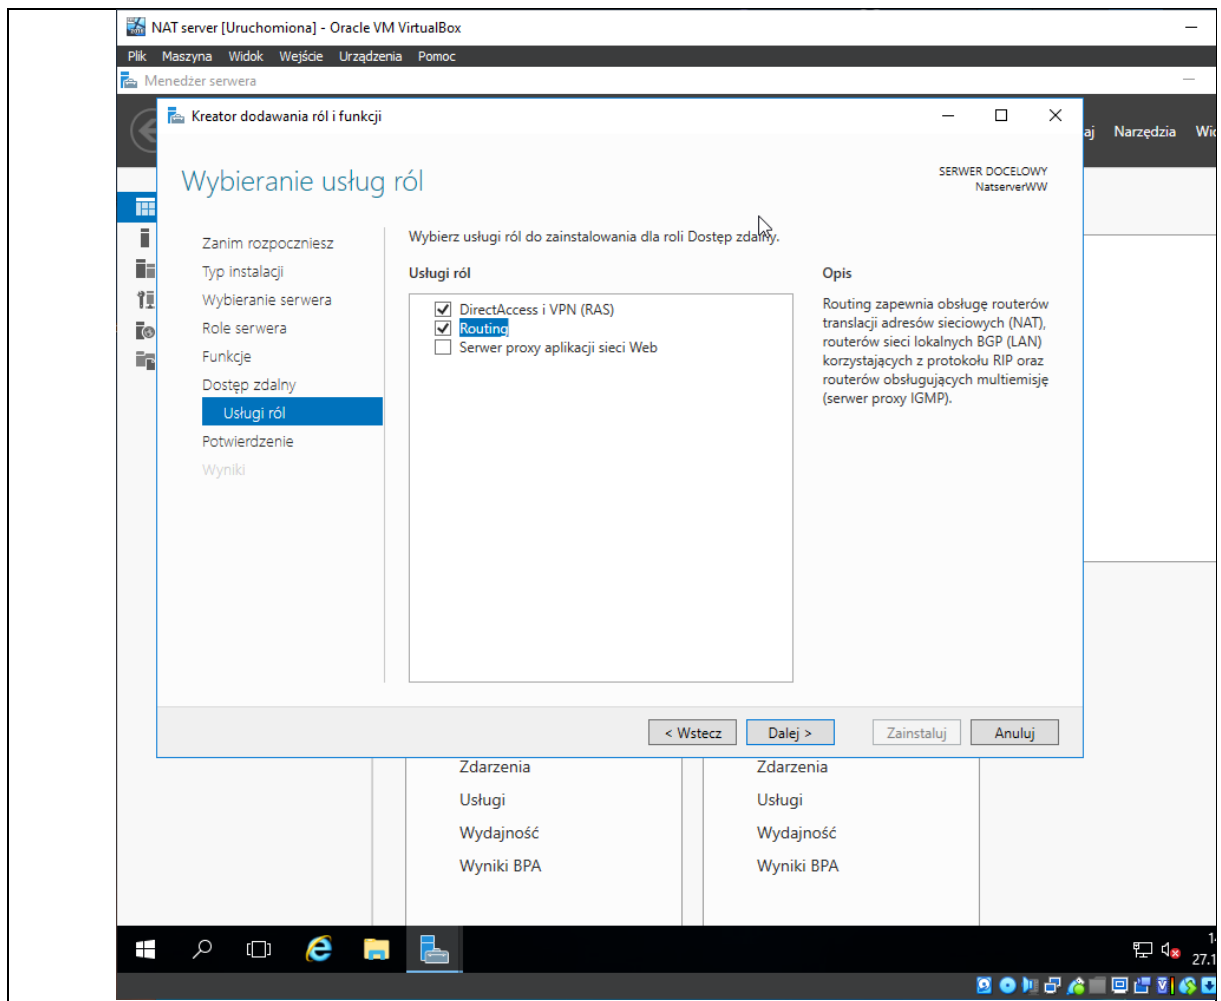 NAT server [Uruchomiona] - Oracle VM VirtualBox
Plik Maszyna Widok Wejście Urządzenia Pomoc
Menedżer serwera
Kreator dodawania ról i funkcji
Narzędzia
Wybieranie usług ról
SERWER DOCELOWY
NatserverWW
Zanim rozpoczniesz
Typ instalacji
Wybieranie serwera
Role serwera
Funkcje
Dostęp zdalny
Usługi ról
Potwierdzenie
Wyniki
Wybierz usługi ról do zainstalowania dla roli Dostęp zdalny.
Usługi ról
DirectAccess i VPN (RAS)
Routing
Serwer proxy aplikacji sieci Web
Opis
Routing zapewnia obsługę routerów
translacji adresów sieciowych (NAT),
routerów sieci lokalnych BGP (LAN)
korzystających z protokołu RIP oraz
routerów obsługujących multiemisję
(serwer proxy IGMP).
< Wstecz
Dalej >
Zainstaluj
Anuluj
Zdarzenia
Usługi
Wydajność
Wyniki BPA
Zdarzenia
Usługi
Wydajność
Wyniki BPA